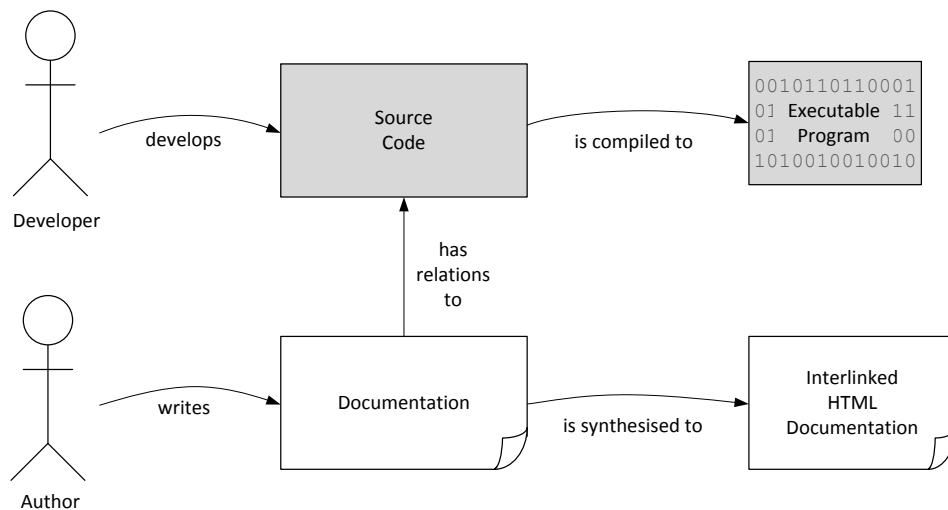 Developer
develops
Source
Code
is compiled to
0010110110001
01 Executable 11
01 Program 00
1010010010010
has
relations
to
Author
writes
Documentation
is synthesised to
Interlinked
HTML
Documentation